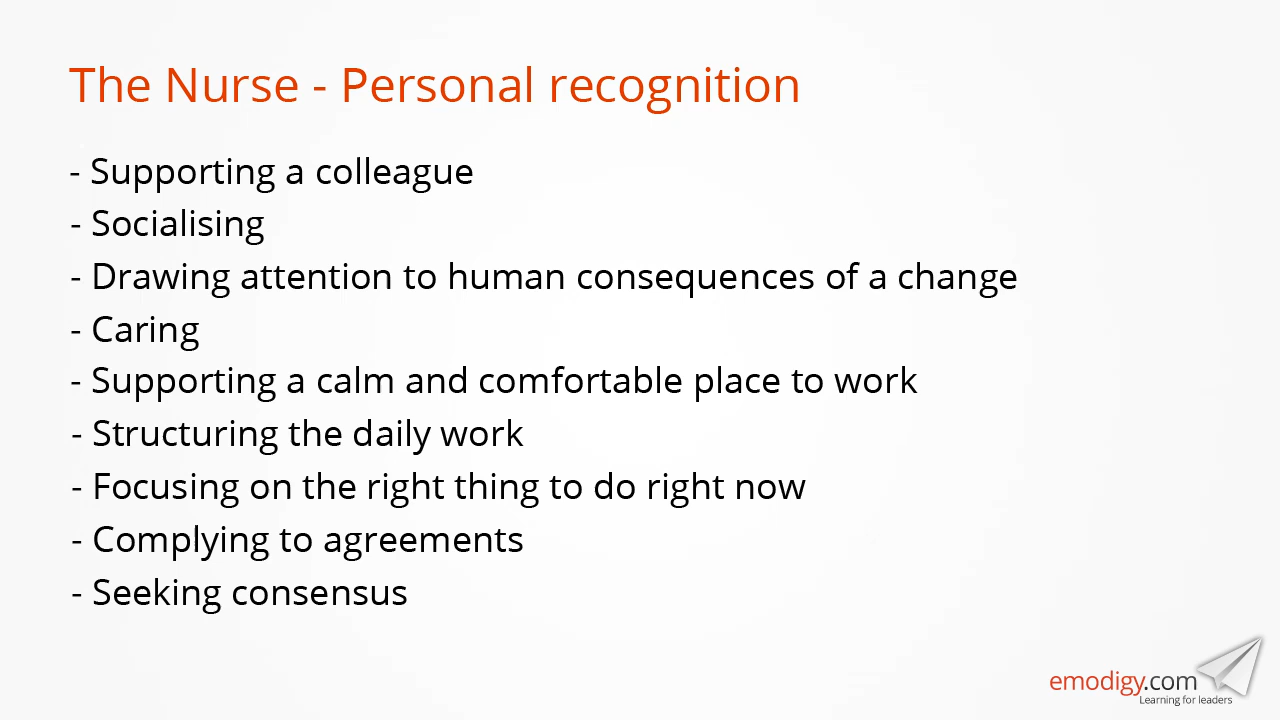 The Nurse - Personal recognition
- Supporting a colleague
- Socialising
- Drawing attention to human consequences of a change
- Caring
- Supporting a calm and comfortable place to work
- Structuring the daily work
- Focusing on the right thing to do right now
- Complying to agreements
- Seeking consensus
emodigy.com
Learning for leaders